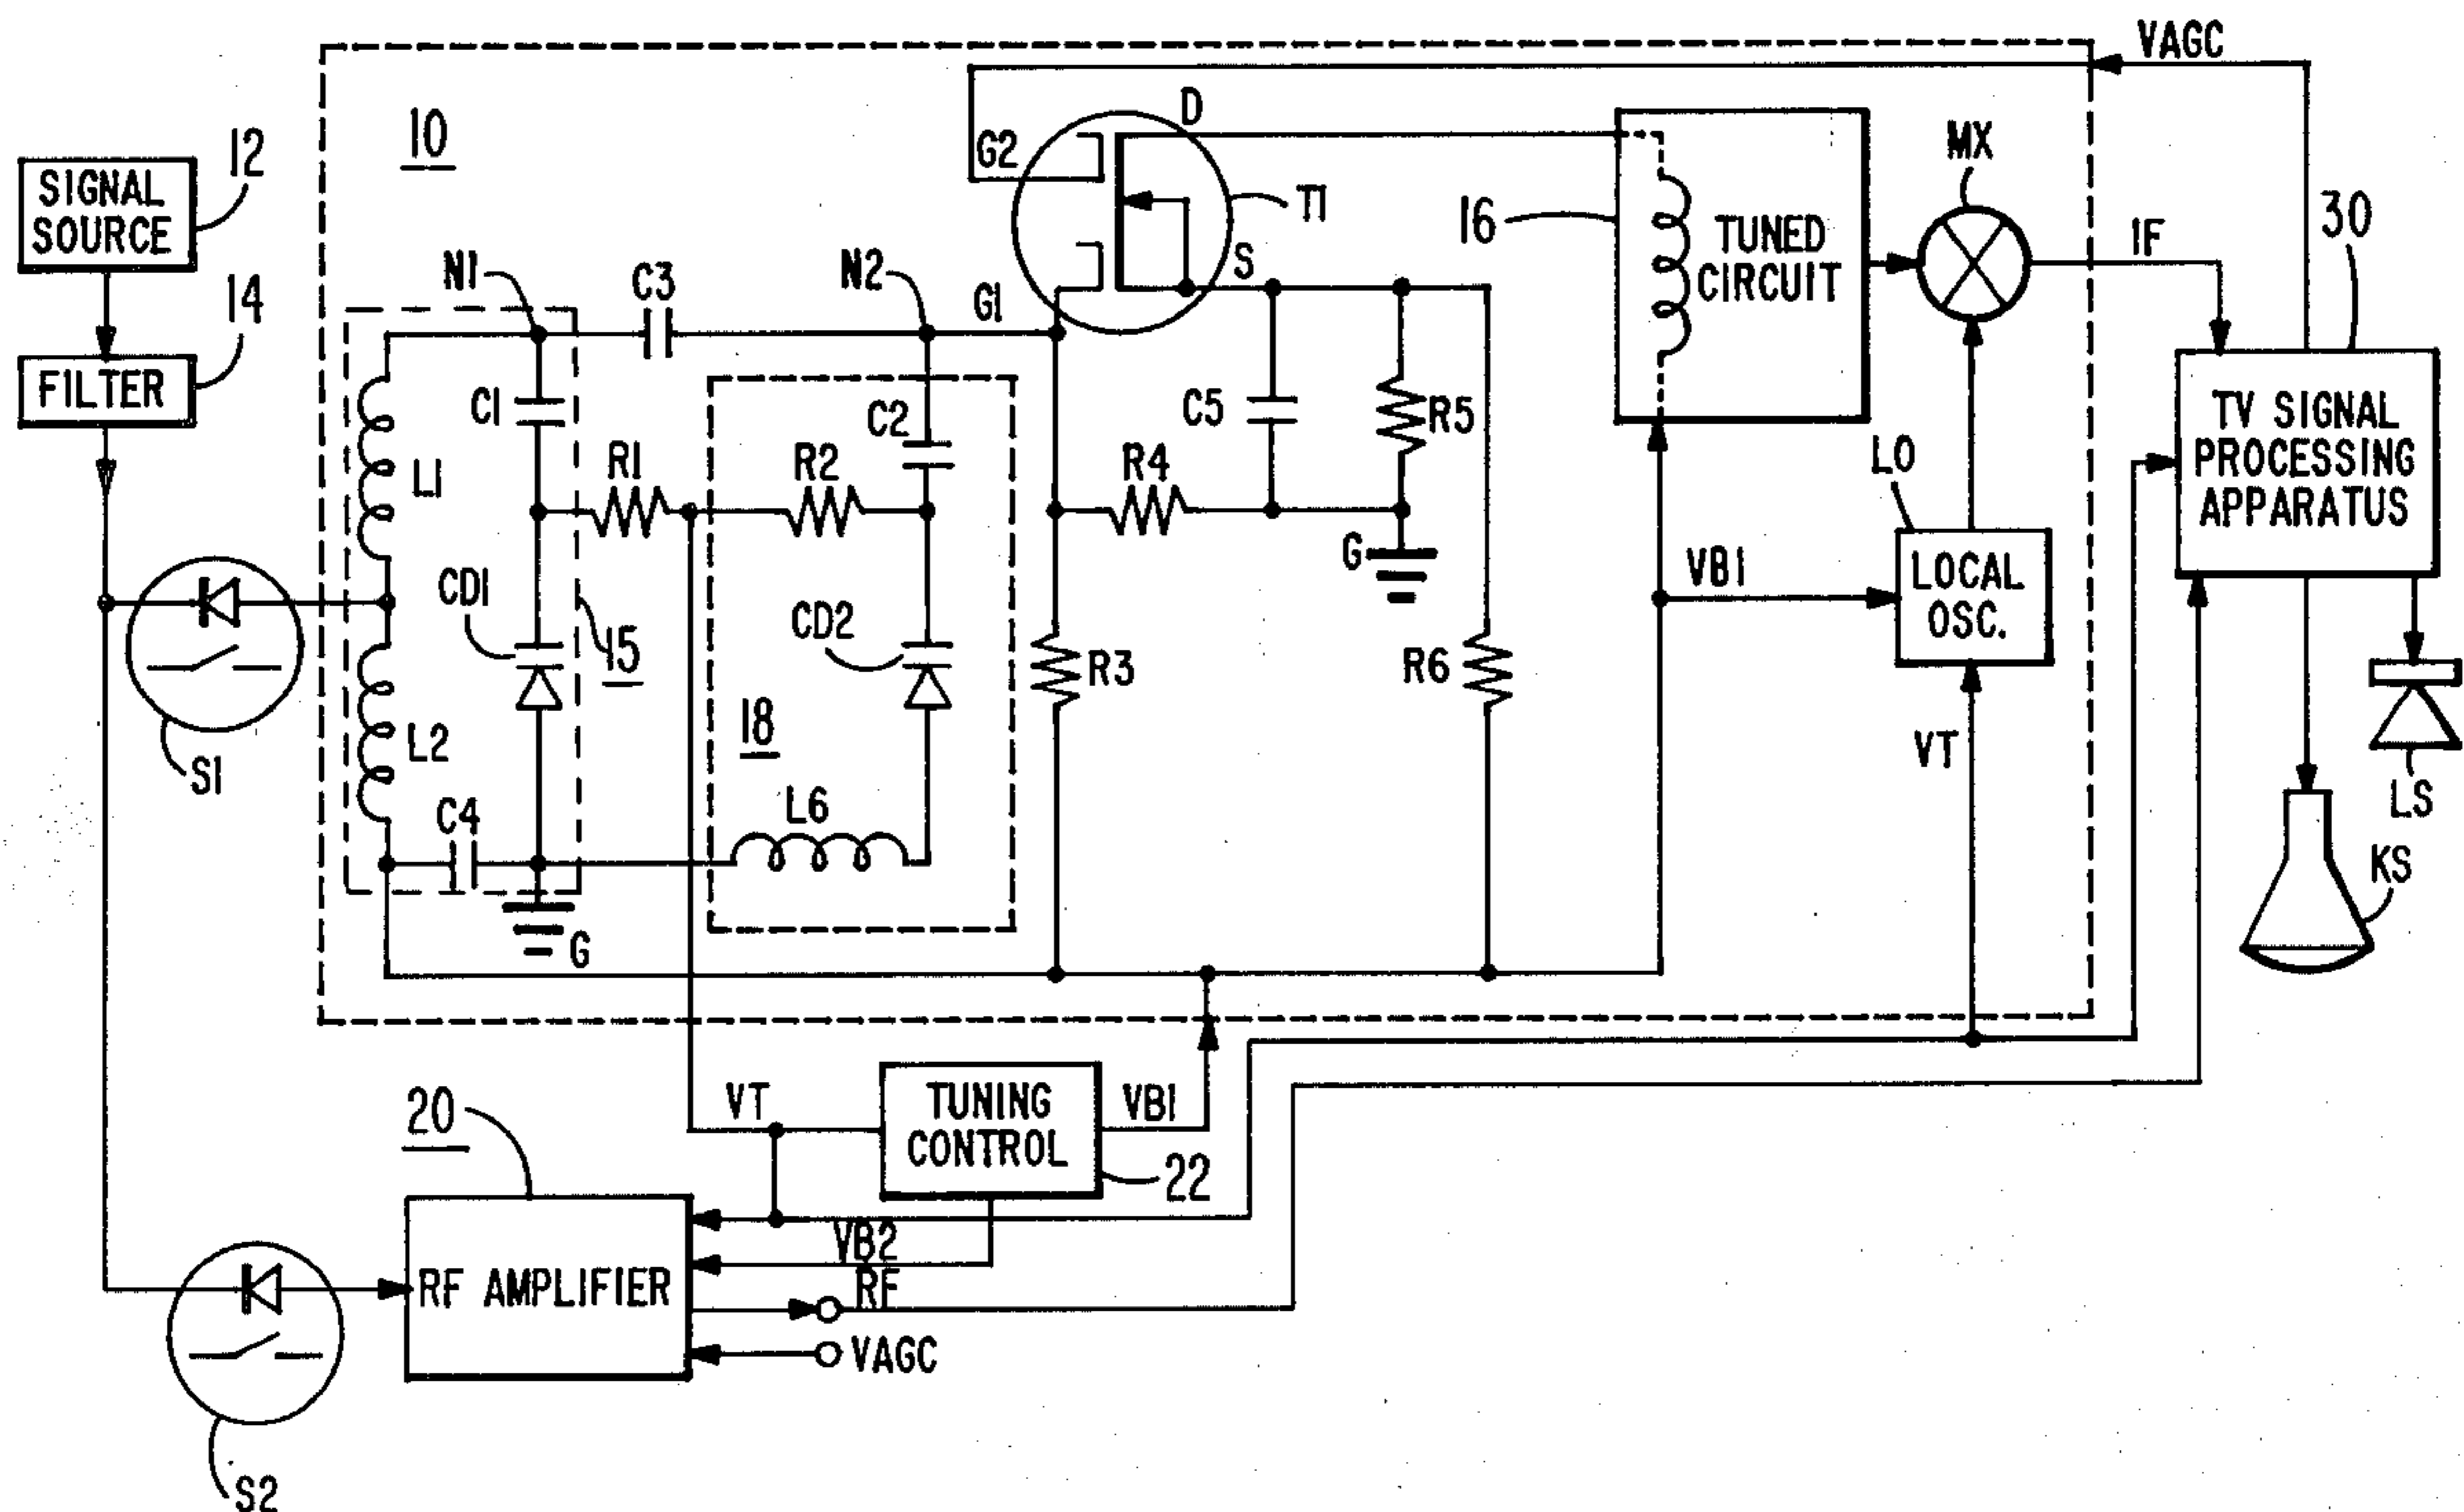 VAGC
10
D
G2
MX
12
SIGNAL
SOURCE
T1
16
TUNED
CIRCUIT
30
IF
14
N1
C3
N2
G1
S
FILTER
C1
C2
C5
R5
TV SIGNAL
PROCESSING
APPARATUS
L1
R1
R2
R4
LO
G
VB1
LOCAL
OSC.
CD1
CD2
15
R3
R6
18
S1
L2
VT
LS
C4
L6
KS
G
20
VT
TUNING
CONTROL
VB1
22
VB2
RF AMPLIFIER
RF
VAGC
S2